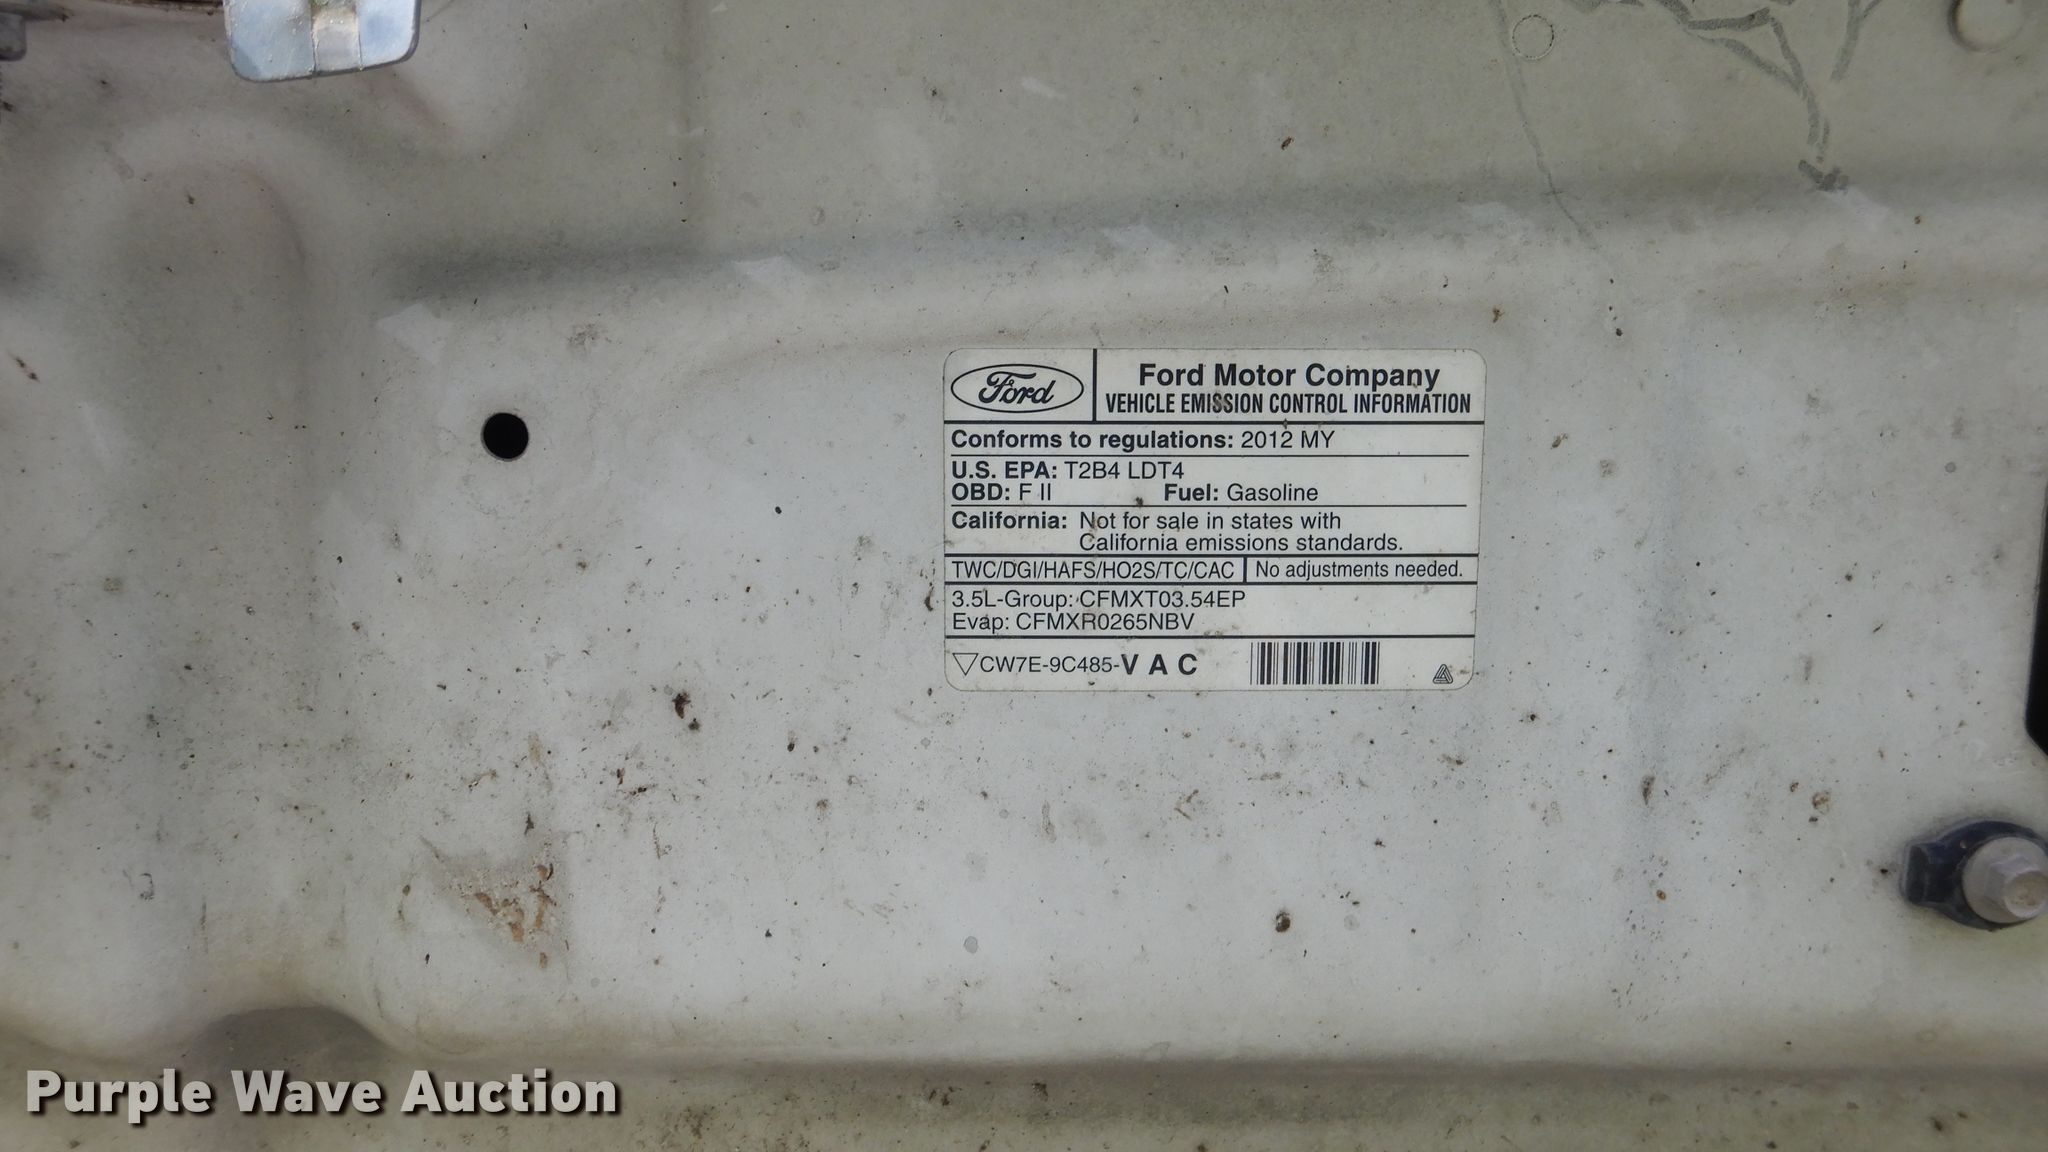 Ford
Ford Motor Company
VEHICLE EMISSION CONTROL INFORMATION
Conforms to regulations: 2012 MY
U.S. EPA: T2B4 LDT4
OBD: F II Fuel: Gasoline
California: Not for sale in states with
California emissions standards.
TWC/DGI/HAFS/HO2S/TC/CAC No adjustments needed.
3.5L-Group: CFMXT03.54EP
Evap: CFMXR0265NBV
▽CW7E-9C485-V A C
Purple Wave Auction